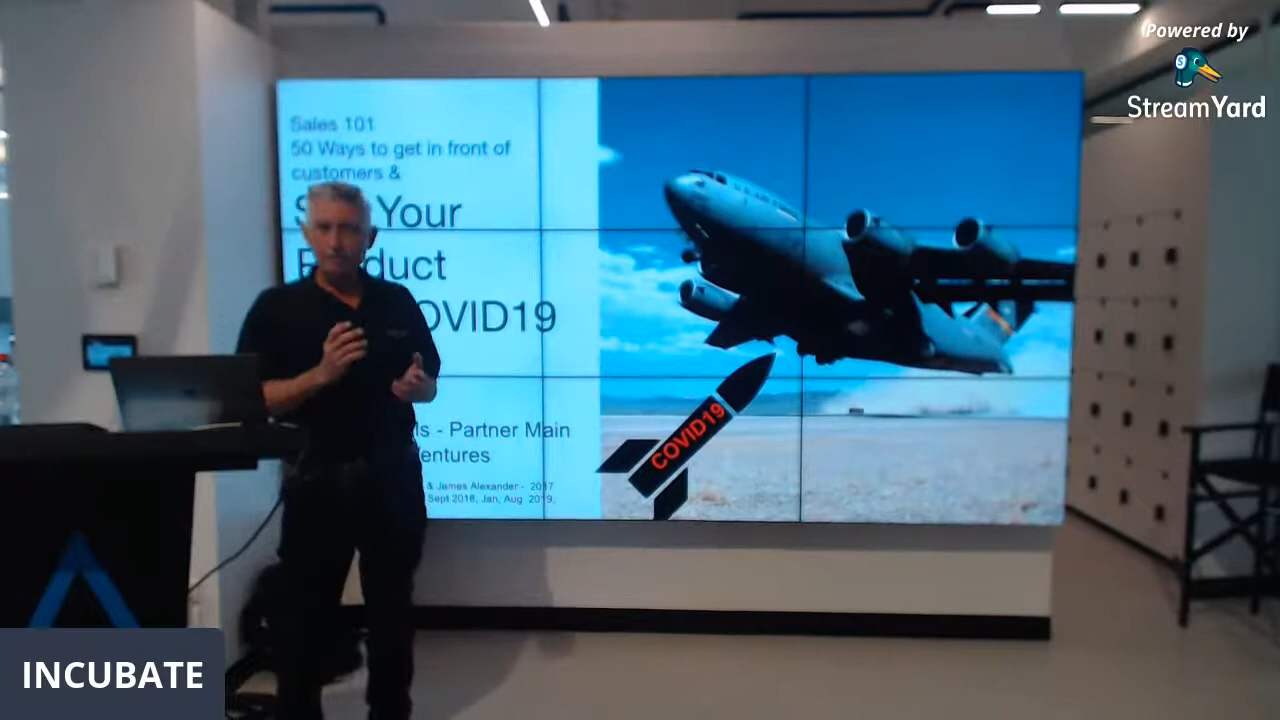 Powered by
StreamYard
Sales 101
50 Ways to get in front of
customers &
Your
duct
OVID19
- Partner Main
entures
& James Alexander - 2017
Sept 2018, Jan, Aug 2019,
COVID19
INCUBATE